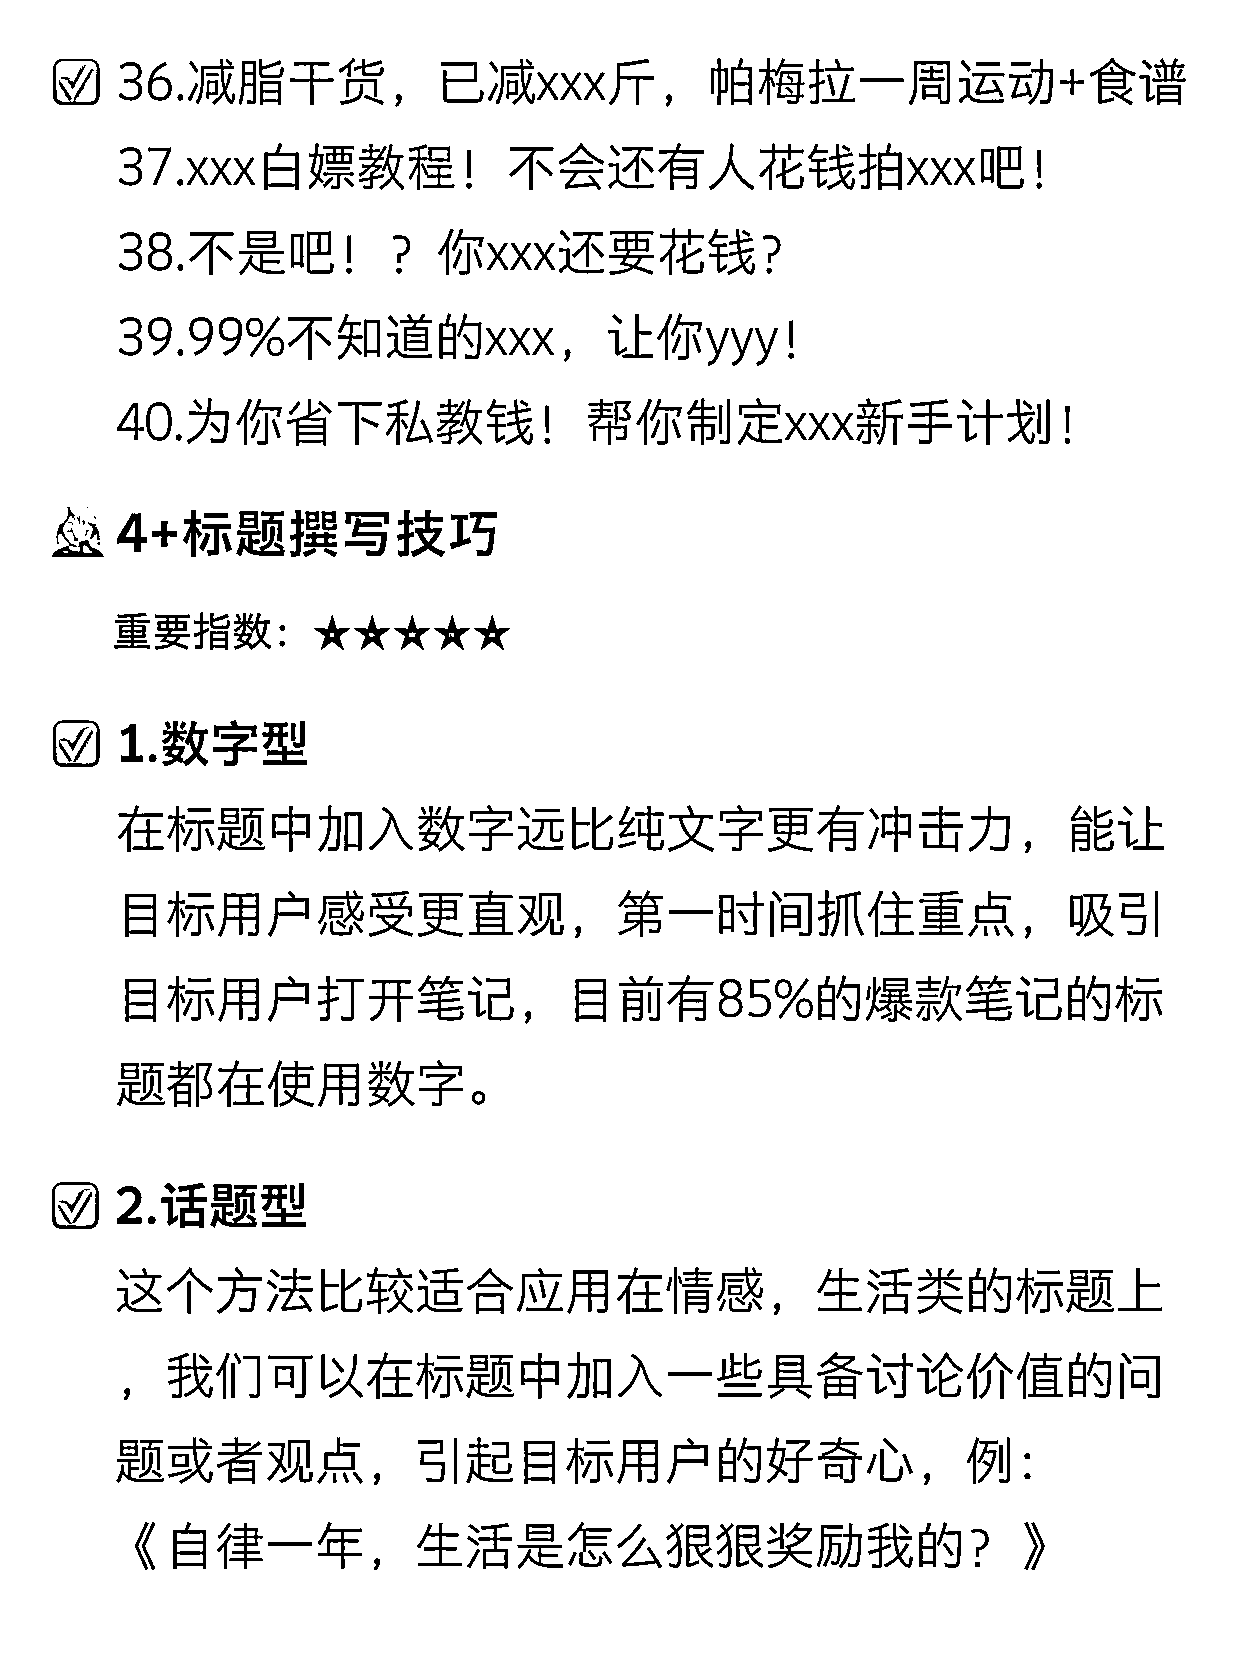 36.减脂干货，已减xxx斤，帕梅拉一周运动+食谱
37.xxx白嫖教程！不会还有人花钱拍xxx吧！
38.不是吧！？你xxx还要花钱？
39.99%不知道的xxx，让你yyy！
40.为你省下私教钱！帮你制定xxx新手计划！
4+标题撰写技巧
重要指数：★★★★★
1.数字型
在标题中加入数字远比纯文字更有冲击力，能让
目标用户感受更直观，第一时间抓住重点，吸引
目标用户打开笔记，目前有85%的爆款笔记的标
题都在使用数字。
2.话题型
这个方法比较适合应用在情感，生活类的标题上
，我们可以在标题中加入一些具备讨论价值的问
题或者观点，引起目标用户的好奇心，例：
《自律一年，生活是怎么狠狠奖励我的？》